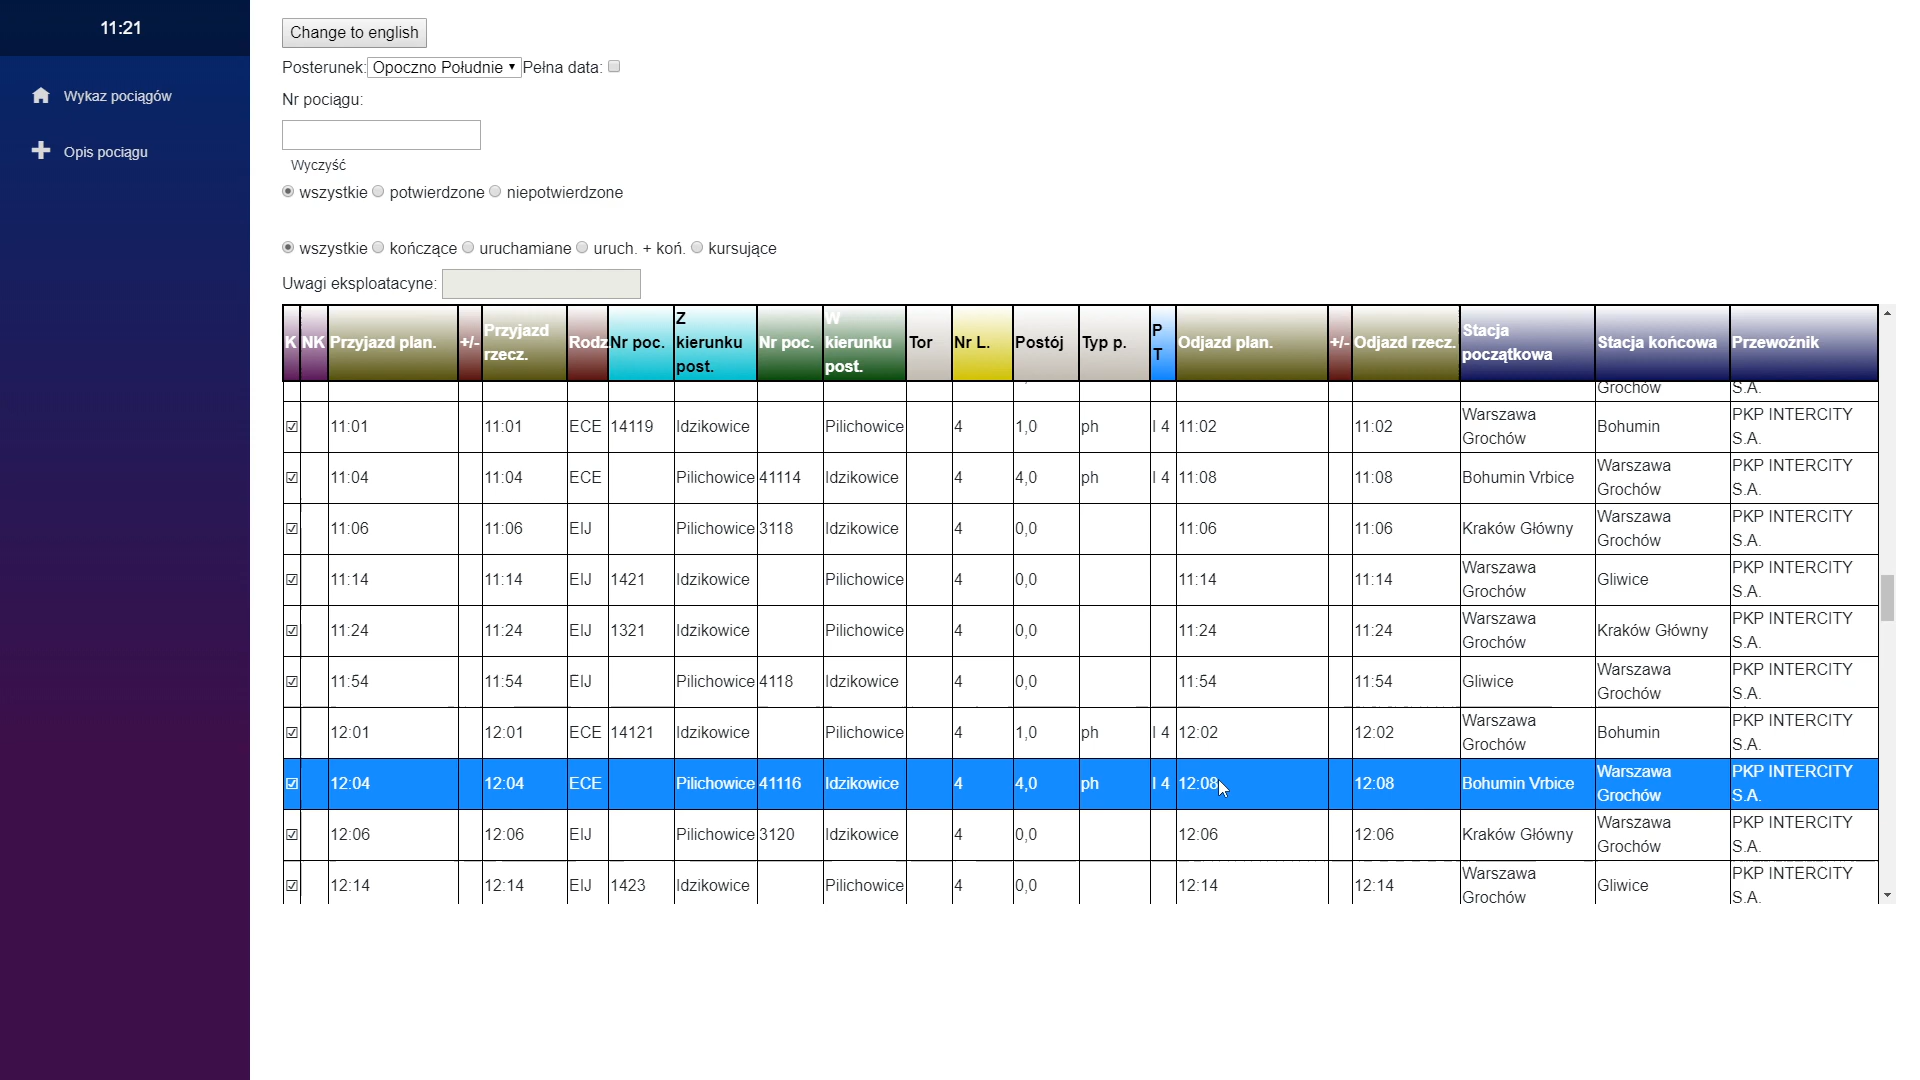 11:21
Wykaz pociągów
Opis pociągu
Change to english
Posterunek: Opoczno Południe Pełna data:
Nr pociągu:
Wyczyść
wszystkie potwierdzone niepotwierdzone
wszystkie kończące uruchamiane uruch. + koń. kursujące
Uwagi eksploatacyne:
K NK Przyjazd plan. +/- Przyjazd rzecz. Rodz Nr poc. Z kierunku post. Nr poc. W kierunku post. Tor Nr L. Postój Typ p. P T Odjazd plan. +/- Odjazd rzecz. Stacja początkowa Stacja końcowa Przewoźnik
Grochów S.A.
11:01 11:01 ECE 14119 Idzikowice Pilichowice 4 1,0 ph I 4 11:02 11:02 Warszawa Grochów Bohumin PKP INTERCITY S.A.
11:04 11:04 ECE Pilichowice 41114 Idzikowice 4 4,0 ph I 4 11:08 11:08 Bohumin Vrbice Warszawa Grochów PKP INTERCITY S.A.
11:06 11:06 EIJ Pilichowice 3118 Idzikowice 4 0,0 11:06 11:06 Kraków Główny Warszawa Grochów PKP INTERCITY S.A.
11:14 11:14 EIJ 1421 Idzikowice Pilichowice 4 0,0 11:14 11:14 Warszawa Grochów Gliwice PKP INTERCITY S.A.
11:24 11:24 EIJ 1321 Idzikowice Pilichowice 4 0,0 11:24 11:24 Warszawa Grochów Kraków Główny PKP INTERCITY S.A.
11:54 11:54 EIJ Pilichowice 4118 Idzikowice 4 0,0 11:54 11:54 Gliwice Warszawa Grochów PKP INTERCITY S.A.
12:01 12:01 ECE 14121 Idzikowice Pilichowice 4 1,0 ph I 4 12:02 12:02 Warszawa Grochów Bohumin PKP INTERCITY S.A.
12:04 12:04 ECE Pilichowice 41116 Idzikowice 4 4,0 ph I 4 12:08 12:08 Bohumin Vrbice Warszawa Grochów PKP INTERCITY S.A.
12:06 12:06 EIJ Pilichowice 3120 Idzikowice 4 0,0 12:06 12:06 Kraków Główny Warszawa Grochów PKP INTERCITY S.A.
12:14 12:14 EIJ 1423 Idzikowice Pilichowice 4 0,0 12:14 12:14 Warszawa Grochów Gliwice PKP INTERCITY S.A.